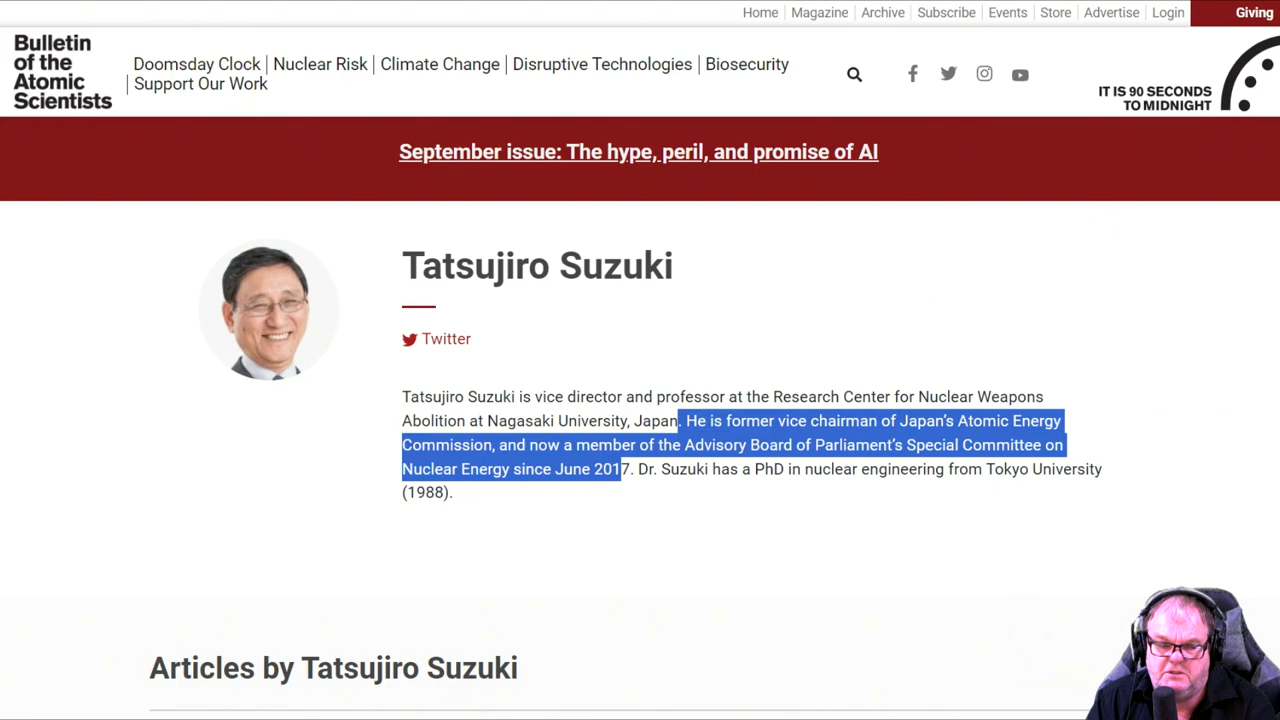 Home Magazine Archive Subscribe Events Store Advertise Login Giving
Bulletin
of the
Atomic
Scientists
Doomsday Clock Nuclear Risk Climate Change Disruptive Technologies Biosecurity
Support Our Work
IT IS 90 SECONDS
TO MIDNIGHT
September issue: The hype, peril, and promise of AI
Tatsujiro Suzuki
Twitter
Tatsujiro Suzuki is vice director and professor at the Research Center for Nuclear Weapons
Abolition at Nagasaki University, Japan. He is former vice chairman of Japan’s Atomic Energy
Commission, and now a member of the Advisory Board of Parliament’s Special Committee on
Nuclear Energy since June 2017. Dr. Suzuki has a PhD in nuclear engineering from Tokyo University
(1988).
Articles by Tatsujiro Suzuki